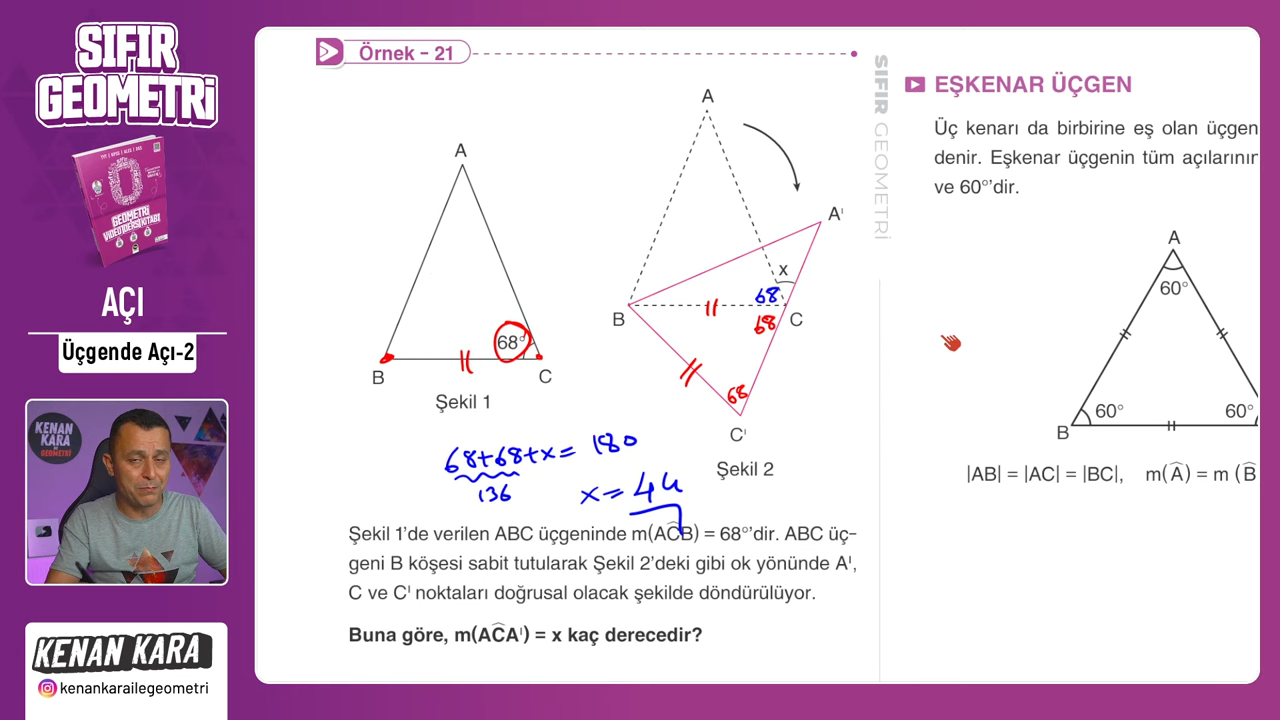 SIFIR
GEOMETRİ
GEOMETRİ
VİDEO DERS KİTABI
AÇI
Üçgende Açı-2
KENAN
KARA
GEOMETRİ
KENAN KARA
kenankarailegeometri
Örnek - 21
A
68°
B
C
Şekil 1
A
A'
x
68
B
C
68
68
C'
Şekil 2
68+68+x= 180
136
x= 44
Şekil 1'de verilen ABC üçgeninde m(ACB) = 68°'dir. ABC üç-
geni B köşesi sabit tutularak Şekil 2'deki gibi ok yönünde A',
C ve C' noktaları doğrusal olacak şekilde döndürülüyor.
Buna göre, m(ACA') = x kaç derecedir?
SIFIR GEOMETRİ
EŞKENAR ÜÇGEN
Üç kenarı da birbirine eş olan üçgen
denir. Eşkenar üçgenin tüm açılarının
ve 60°'dir.
A
60°
60°
60°
B
|AB| = |AC| = |BC|, m(A) = m (B